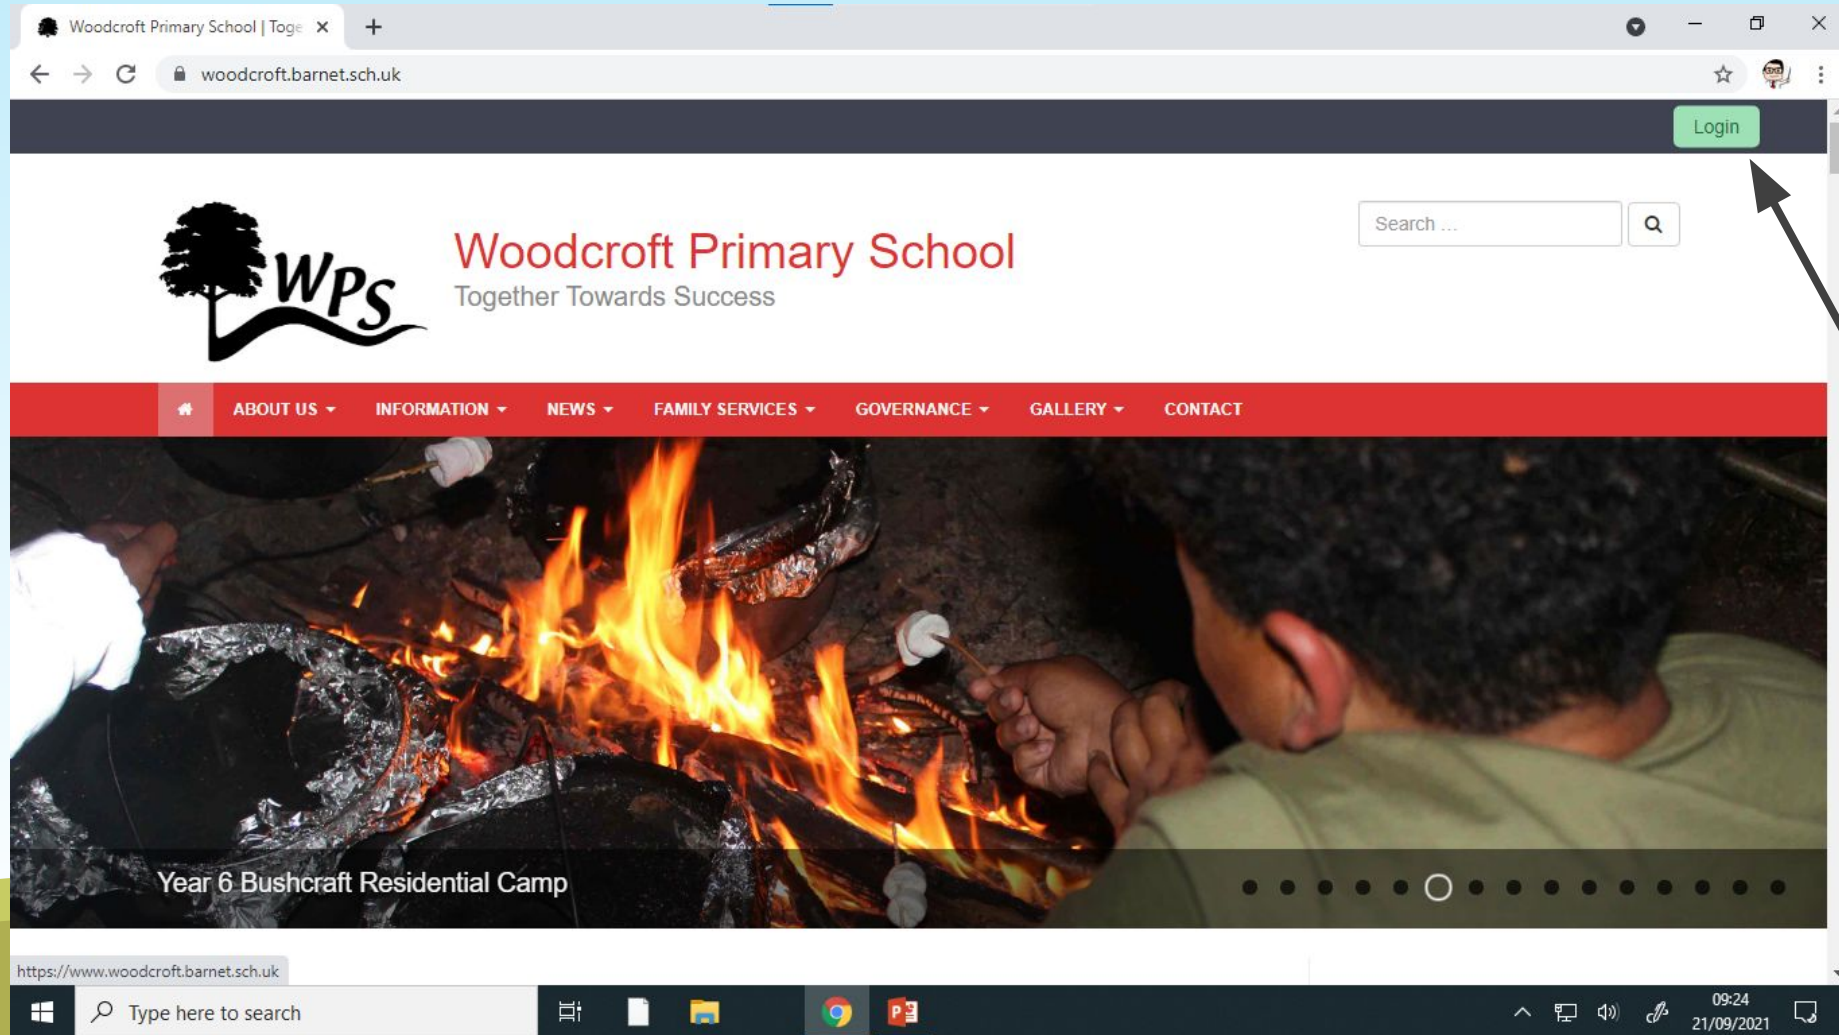 Woodcroft Primary School | Toge
woodcroft.barnet.sch.uk
Login
WPS
Woodcroft Primary School
Together Towards Success
Search ...
ABOUT US INFORMATION NEWS FAMILY SERVICES GOVERNANCE GALLERY CONTACT
Year 6 Bushcraft Residential Camp
https://www.woodcroft.barnet.sch.uk
Type here to search
09:24
21/09/2021